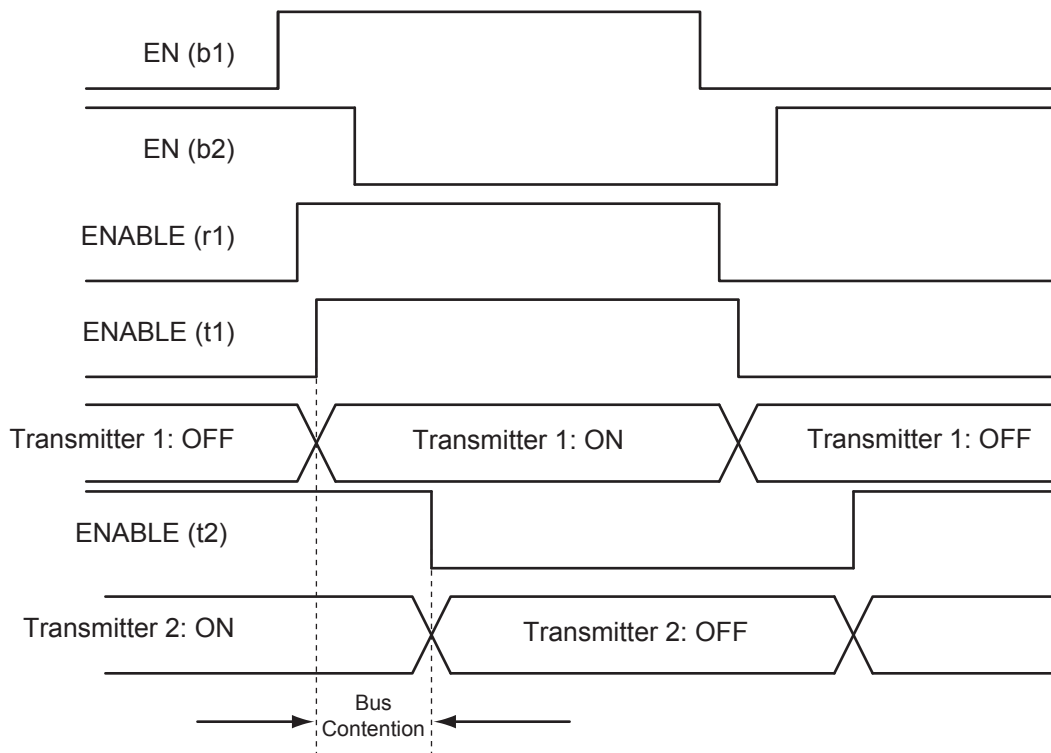 EN (b1)
EN (b2)
ENABLE (r1)
ENABLE (t1)
Transmitter 1: OFF
Transmitter 1: ON
Transmitter 1: OFF
ENABLE (t2)
Transmitter 2: ON
Transmitter 2: OFF
Bus
Contention